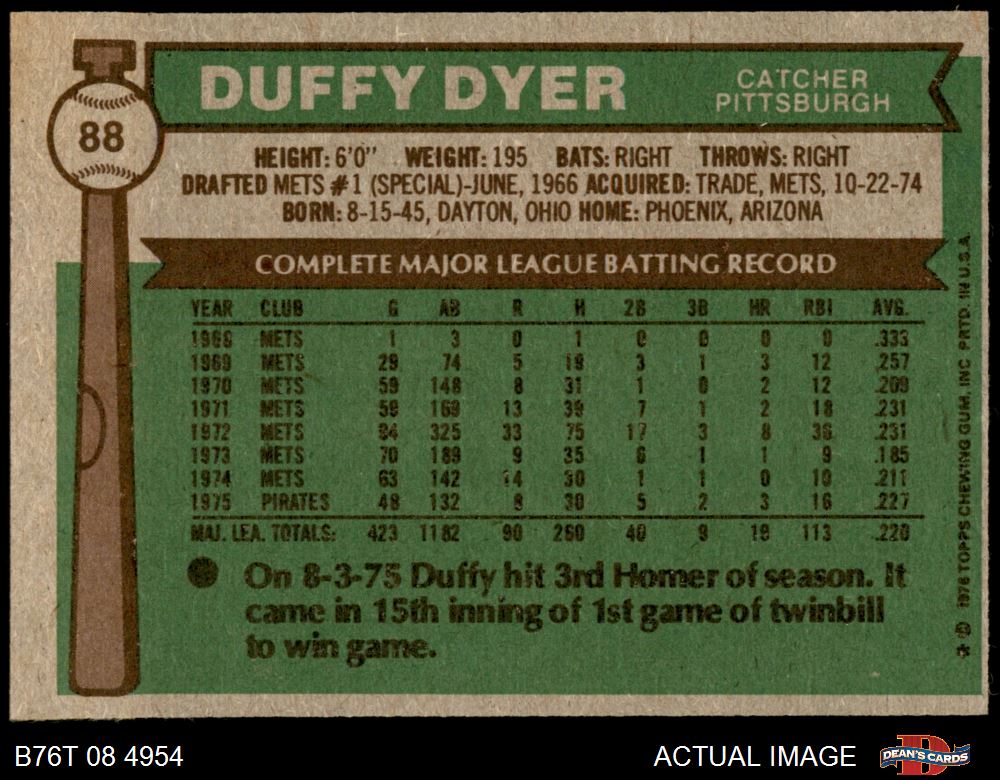 DUFFY DYER
CATCHER
PITTSBURGH
88
HEIGHT: 6'0" WEIGHT: 195 BATS: RIGHT THROWS: RIGHT
DRAFTED METS #1 (SPECIAL)-JUNE, 1966 ACQUIRED: TRADE, METS, 10-22-74
BORN: 8-15-45, DAYTON, OHIO HOME: PHOENIX, ARIZONA
COMPLETE MAJOR LEAGUE BATTING RECORD
YEAR CLUB G AB R H 2B 3B HR RBI AVG.
1968 METS 1 3 0 1 0 0 0 0 .333
1969 METS 29 74 5 19 3 1 3 12 .257
1970 METS 59 148 8 31 1 0 2 12 .209
1971 METS 59 169 13 39 7 1 2 18 .231
1972 METS 94 325 33 75 17 3 8 36 .231
1973 METS 70 189 9 35 6 1 1 9 .185
1974 METS 63 142 14 30 1 1 0 10 .211
1975 PIRATES 48 132 8 30 5 2 3 16 .227
MAJ. LEA. TOTALS: 423 1182 90 260 40 9 19 113 .220
On 8-3-75 Duffy hit 3rd Homer of season. It
came in 15th inning of 1st game of twinbill
to win game.
* © 1976 TOPPS CHEWING GUM, INC. PRTD. IN U.S.A.
B76T 08 4954
ACTUAL IMAGE
DEAN'S CARDS